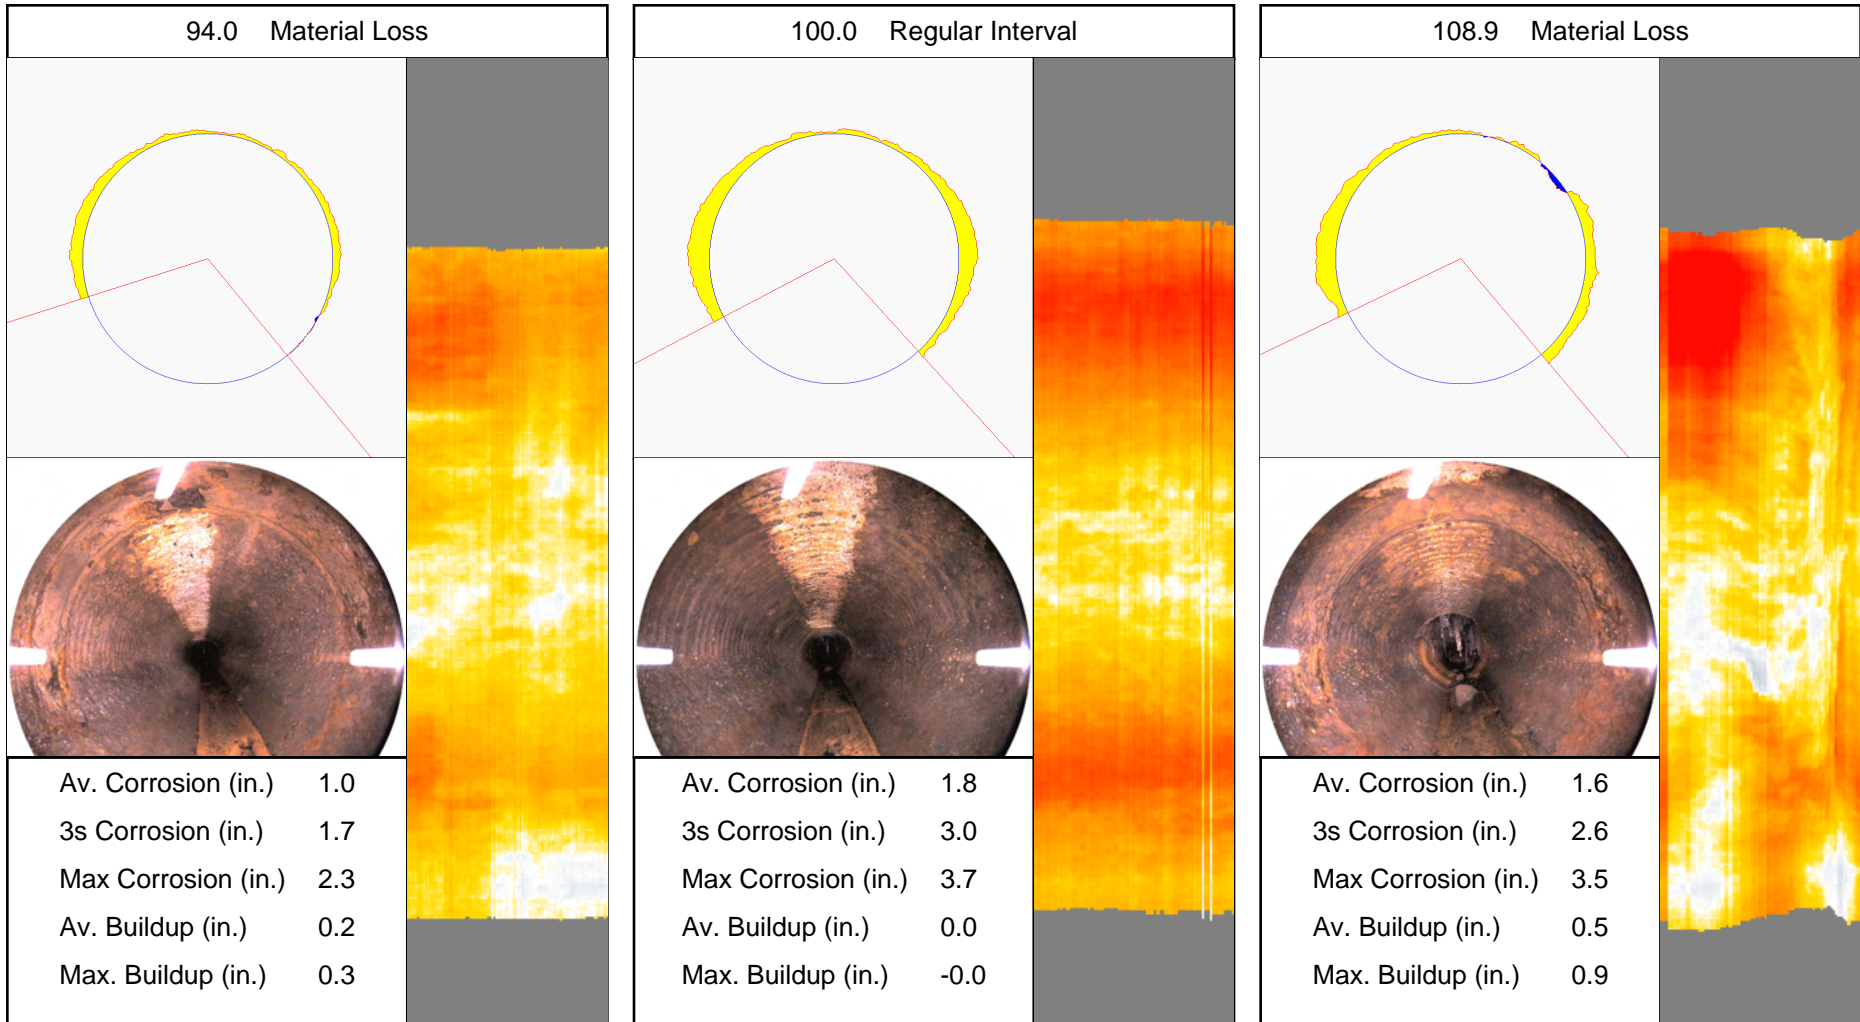 94.0 Material Loss
Av. Corrosion (in.) 1.0
3s Corrosion (in.) 1.7
Max Corrosion (in.) 2.3
Av. Buildup (in.) 0.2
Max. Buildup (in.) 0.3
100.0 Regular Interval
Av. Corrosion (in.) 1.8
3s Corrosion (in.) 3.0
Max Corrosion (in.) 3.7
Av. Buildup (in.) 0.0
Max. Buildup (in.) -0.0
108.9 Material Loss
Av. Corrosion (in.) 1.6
3s Corrosion (in.) 2.6
Max Corrosion (in.) 3.5
Av. Buildup (in.) 0.5
Max. Buildup (in.) 0.9